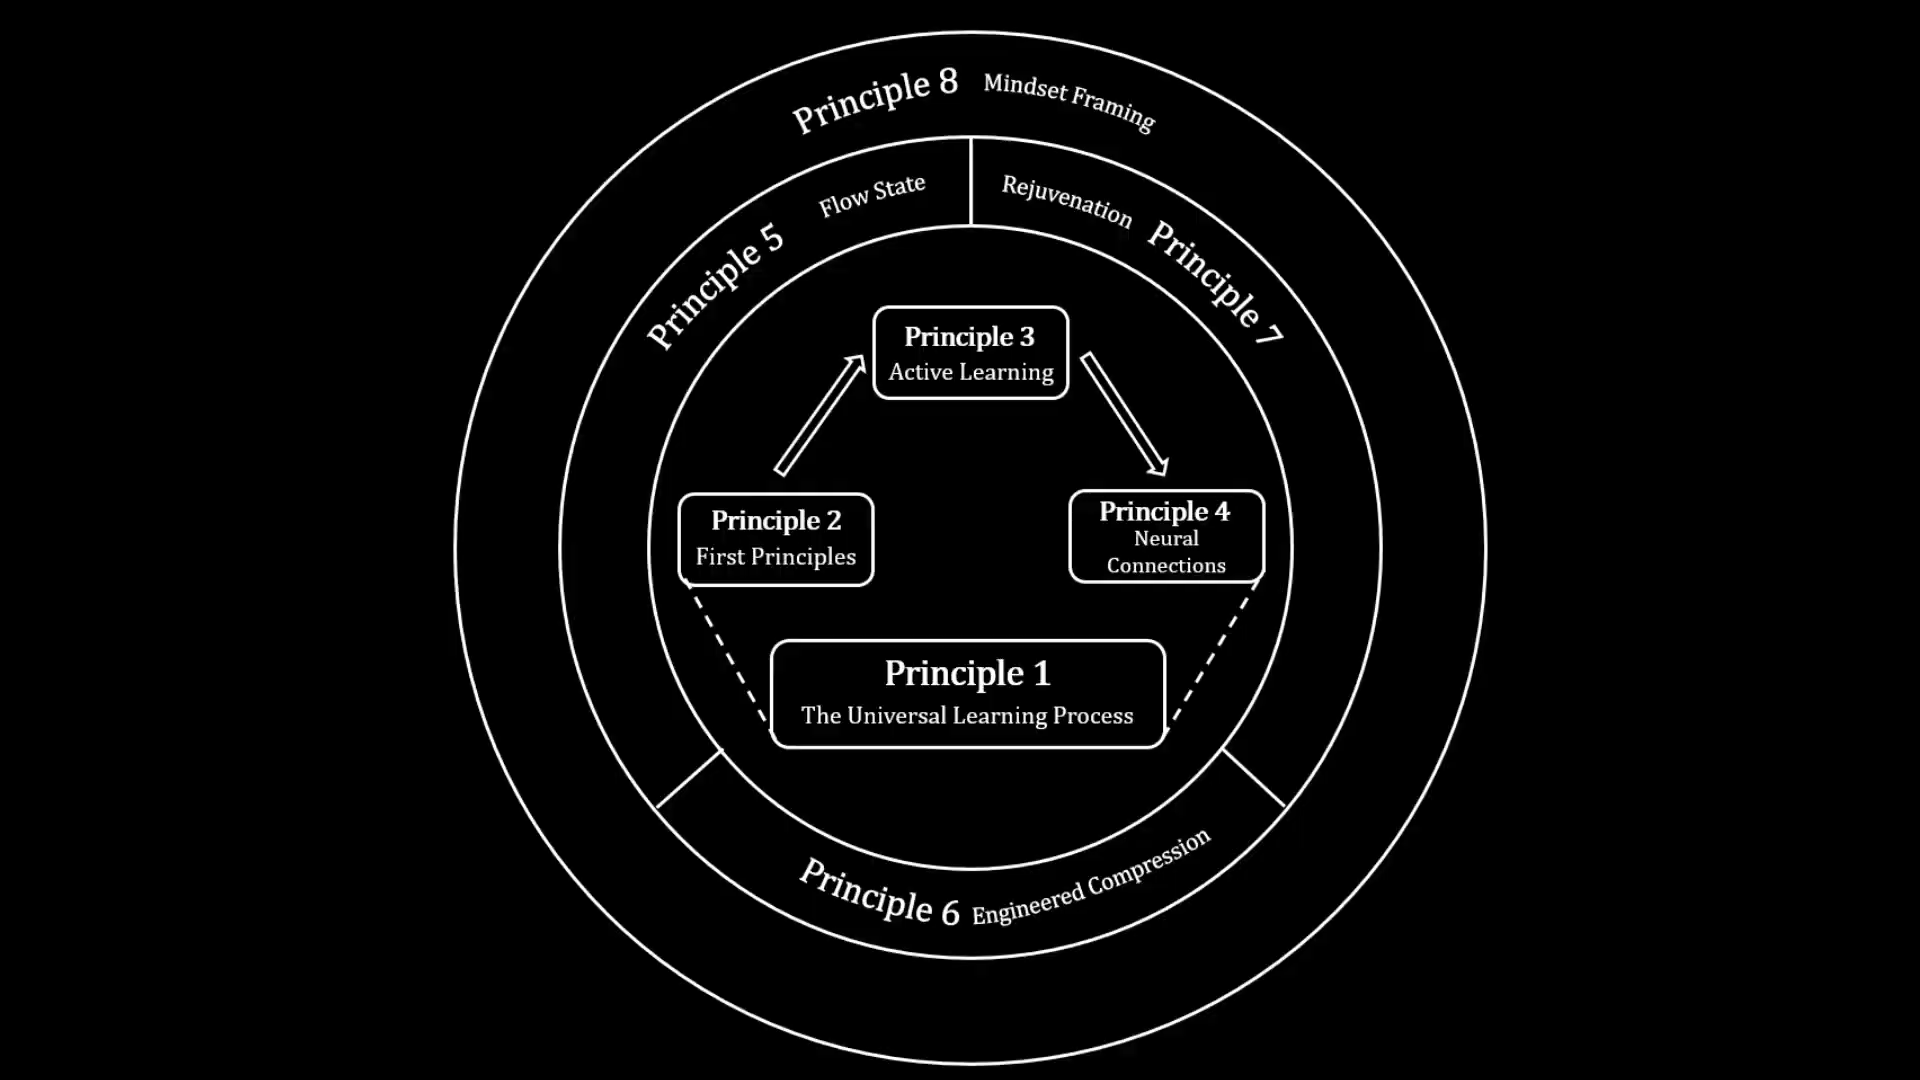 Principle 8 Mindset Framing
Flow State
Rejuvenation
Principle 5
Principle 7
Principle 3
Active Learning
Principle 2
First Principles
Principle 4
Neural
Connections
Principle 1
The Universal Learning Process
Principle 6 Engineered Compression